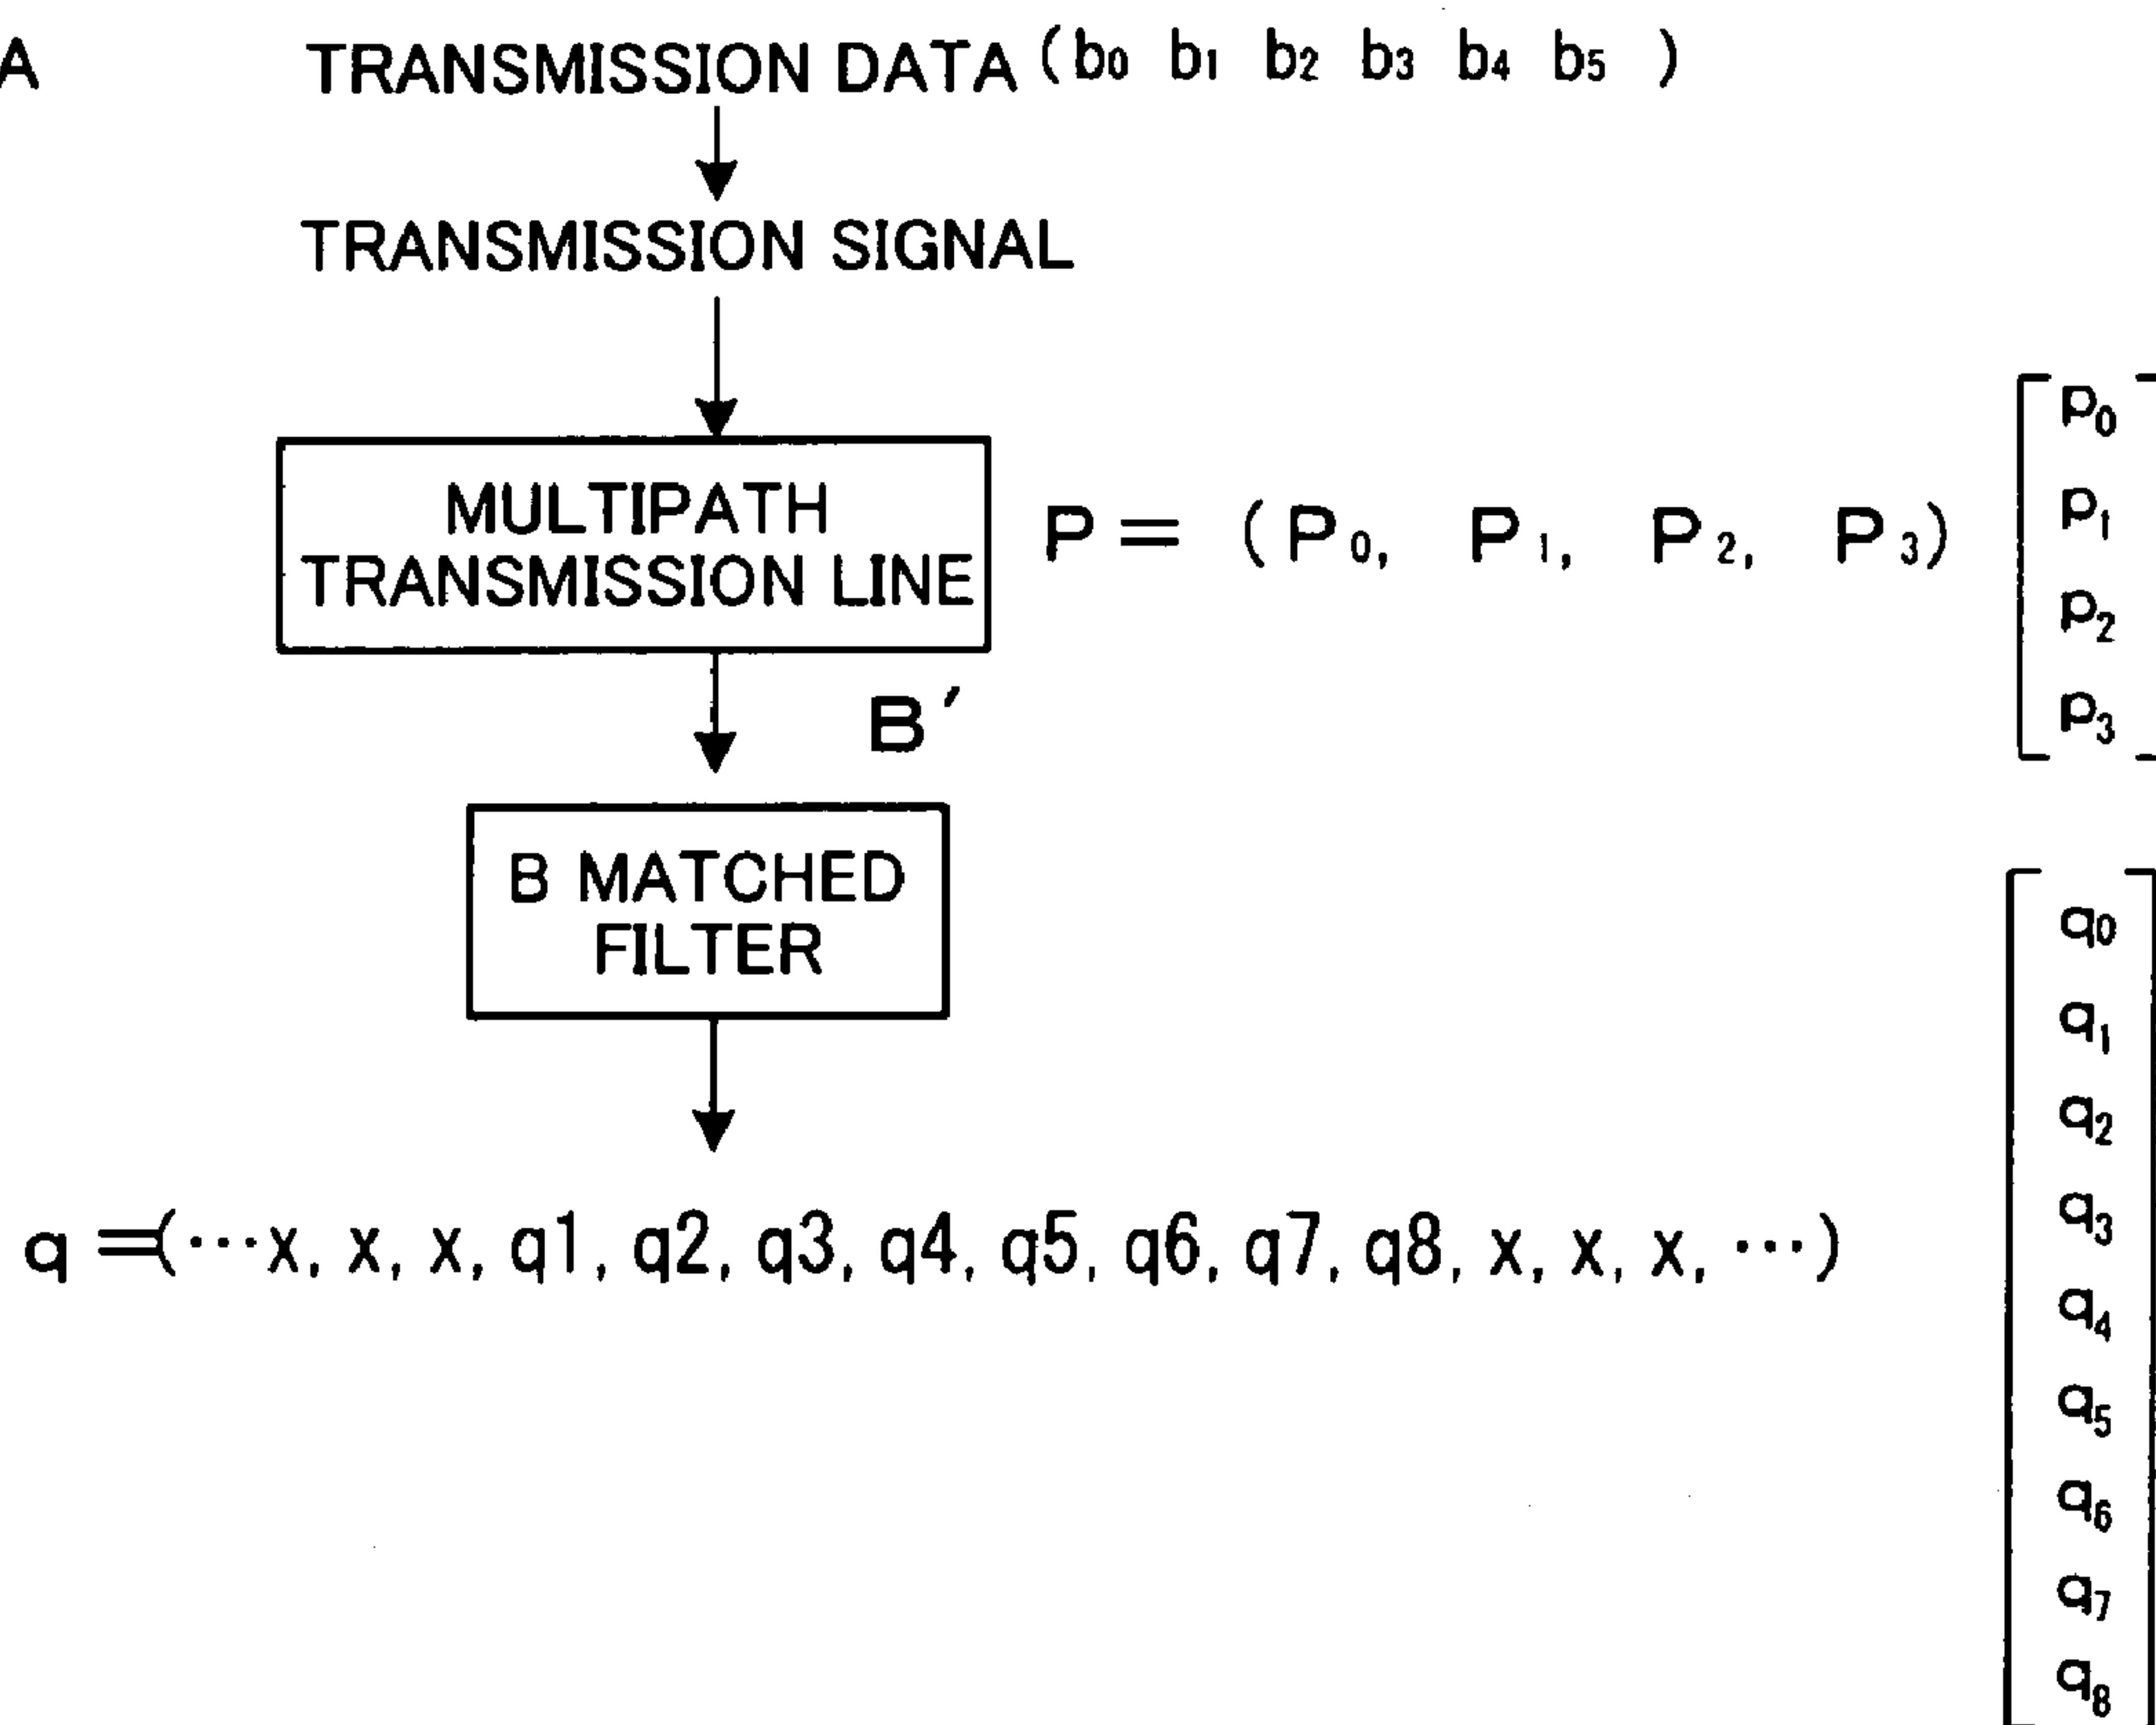 A
TRANSMISSION DATA (b0 b1 b2 b3 b4 b5 )
TRANSMISSION SIGNAL
MULTIPATH
TRANSMISSION LINE
P = (P0, P1, P2, P3)
p0
p1
p2
p3
B′
B MATCHED
FILTER
q =(···x, x, x, q1, q2, q3, q4, q5, q6, q7, q8, x, x, x, ···)
q0
q1
q2
q3
q4
q5
q6
q7
q8